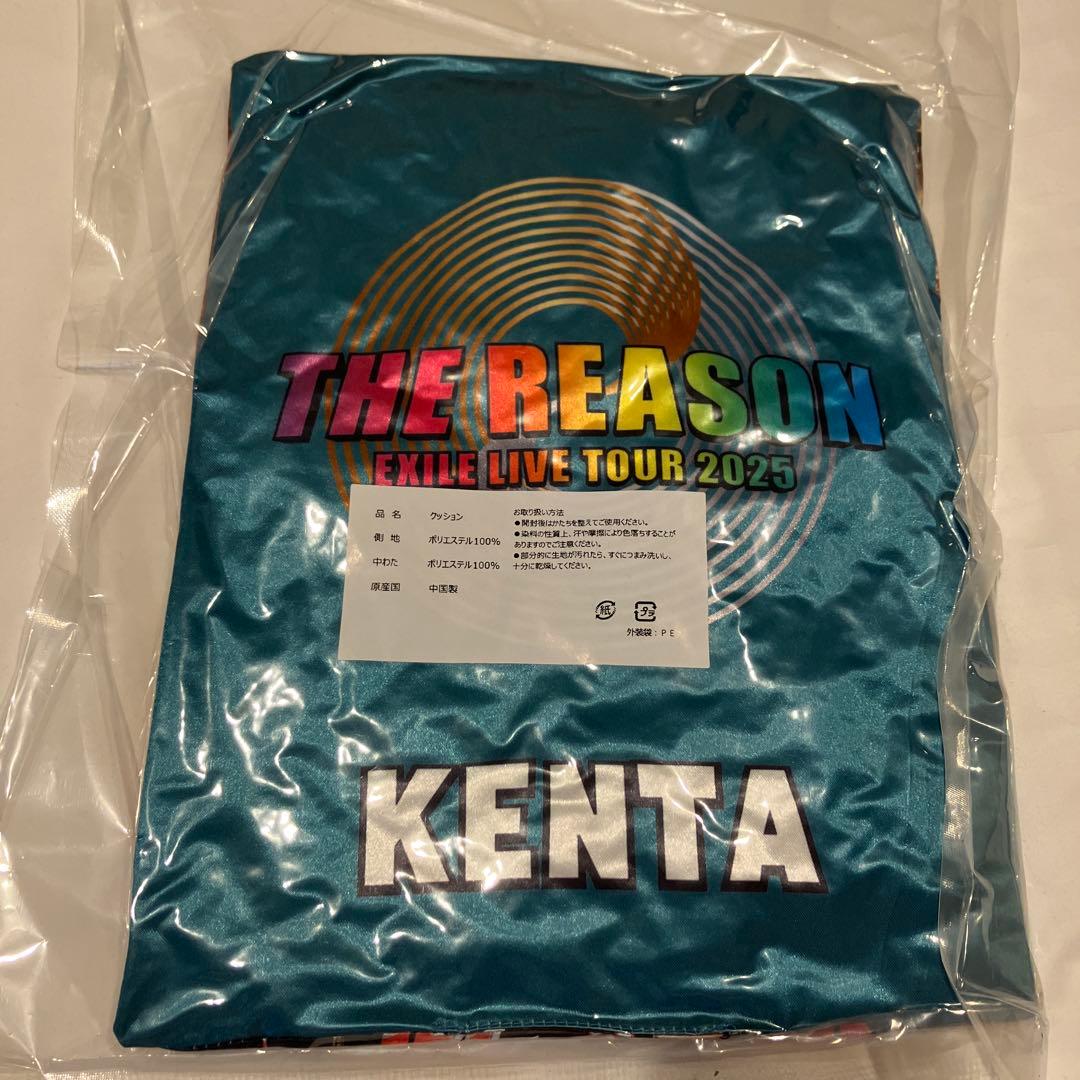 THE REASON
EXILE LIVE TOUR 2025
品名 クッション
側地 ポリエステル100%
中わた ポリエステル100%
原産国 中国製
お取り扱い方法
●開封後はかたちを整えてご使用ください。
●染料の性質上、汗や摩擦により色落ちすることが
ありますのでご注意ください。
●部分的に生地が汚れたら、すぐにつまみ洗いし、
十分に乾燥してください。
紙 プラ
外装袋：PE
KENTA